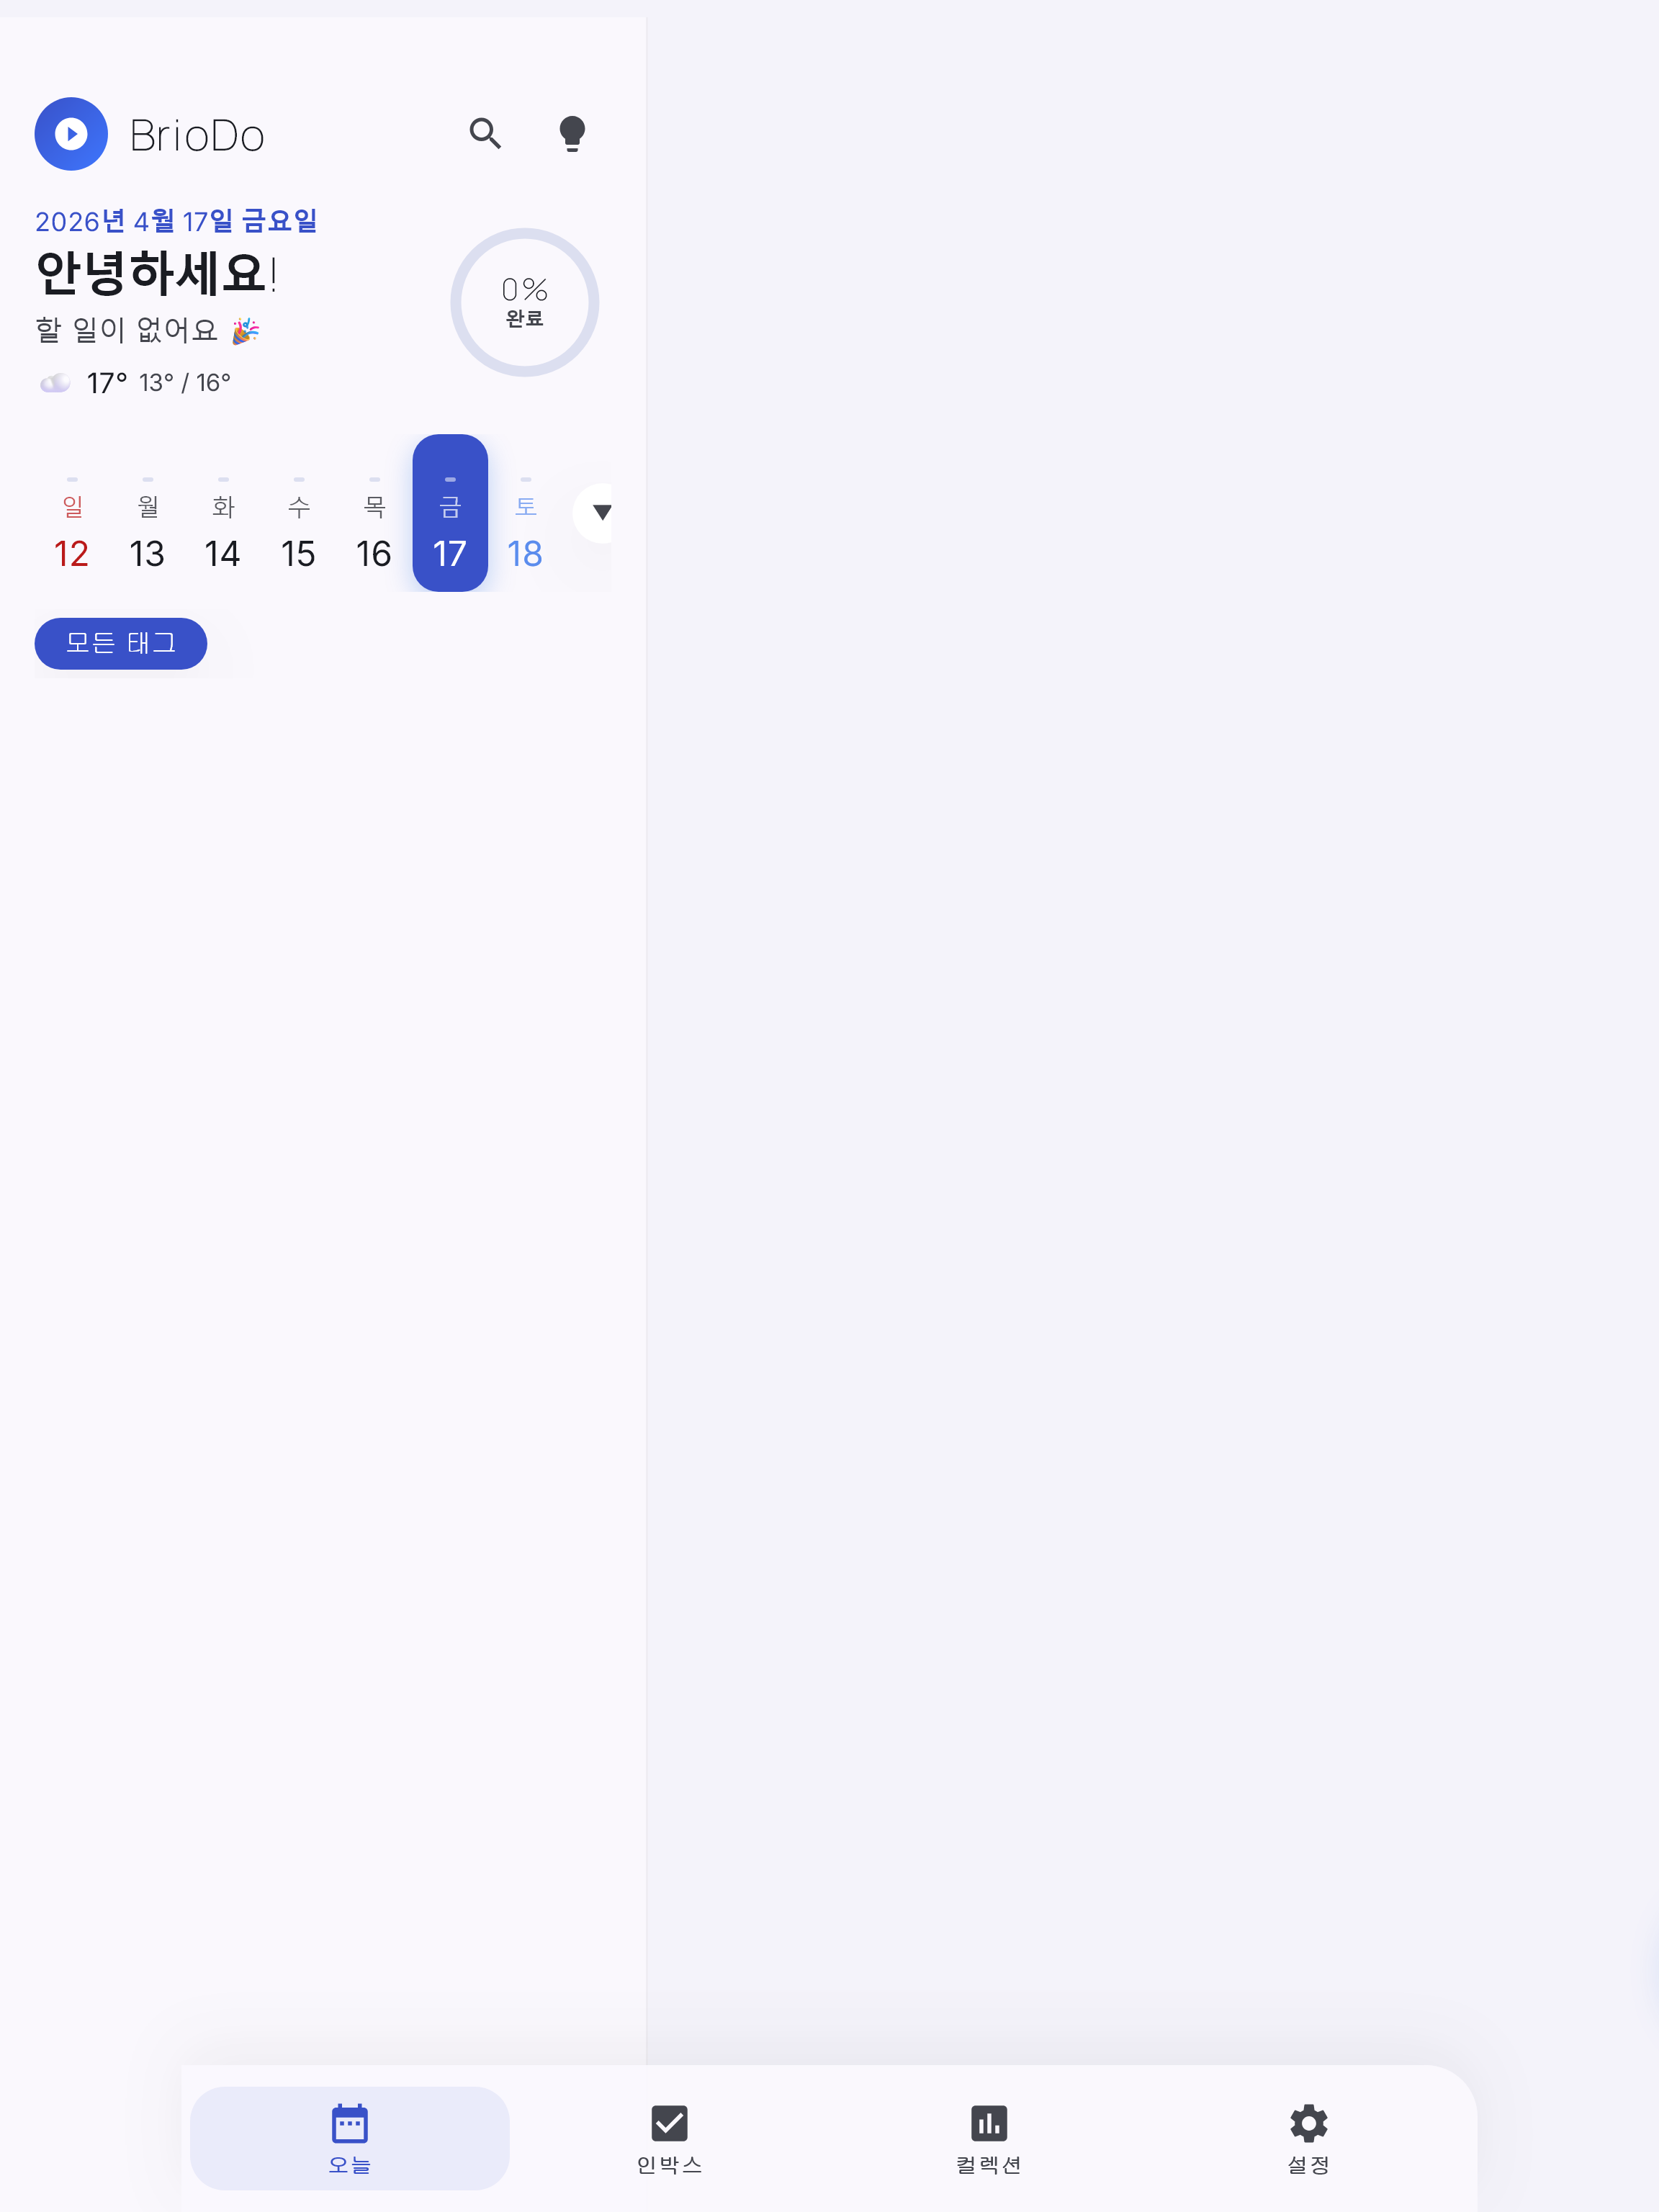 BrioDo
2026년 4월 17일 금요일
안녕하세요!
할 일이 없어요 🎉
17° 13° / 16°
0%
완료
일 월 화 수 목 금 토
12 13 14 15 16 17 18
모든 태그
오늘 인박스 컬렉션 설정